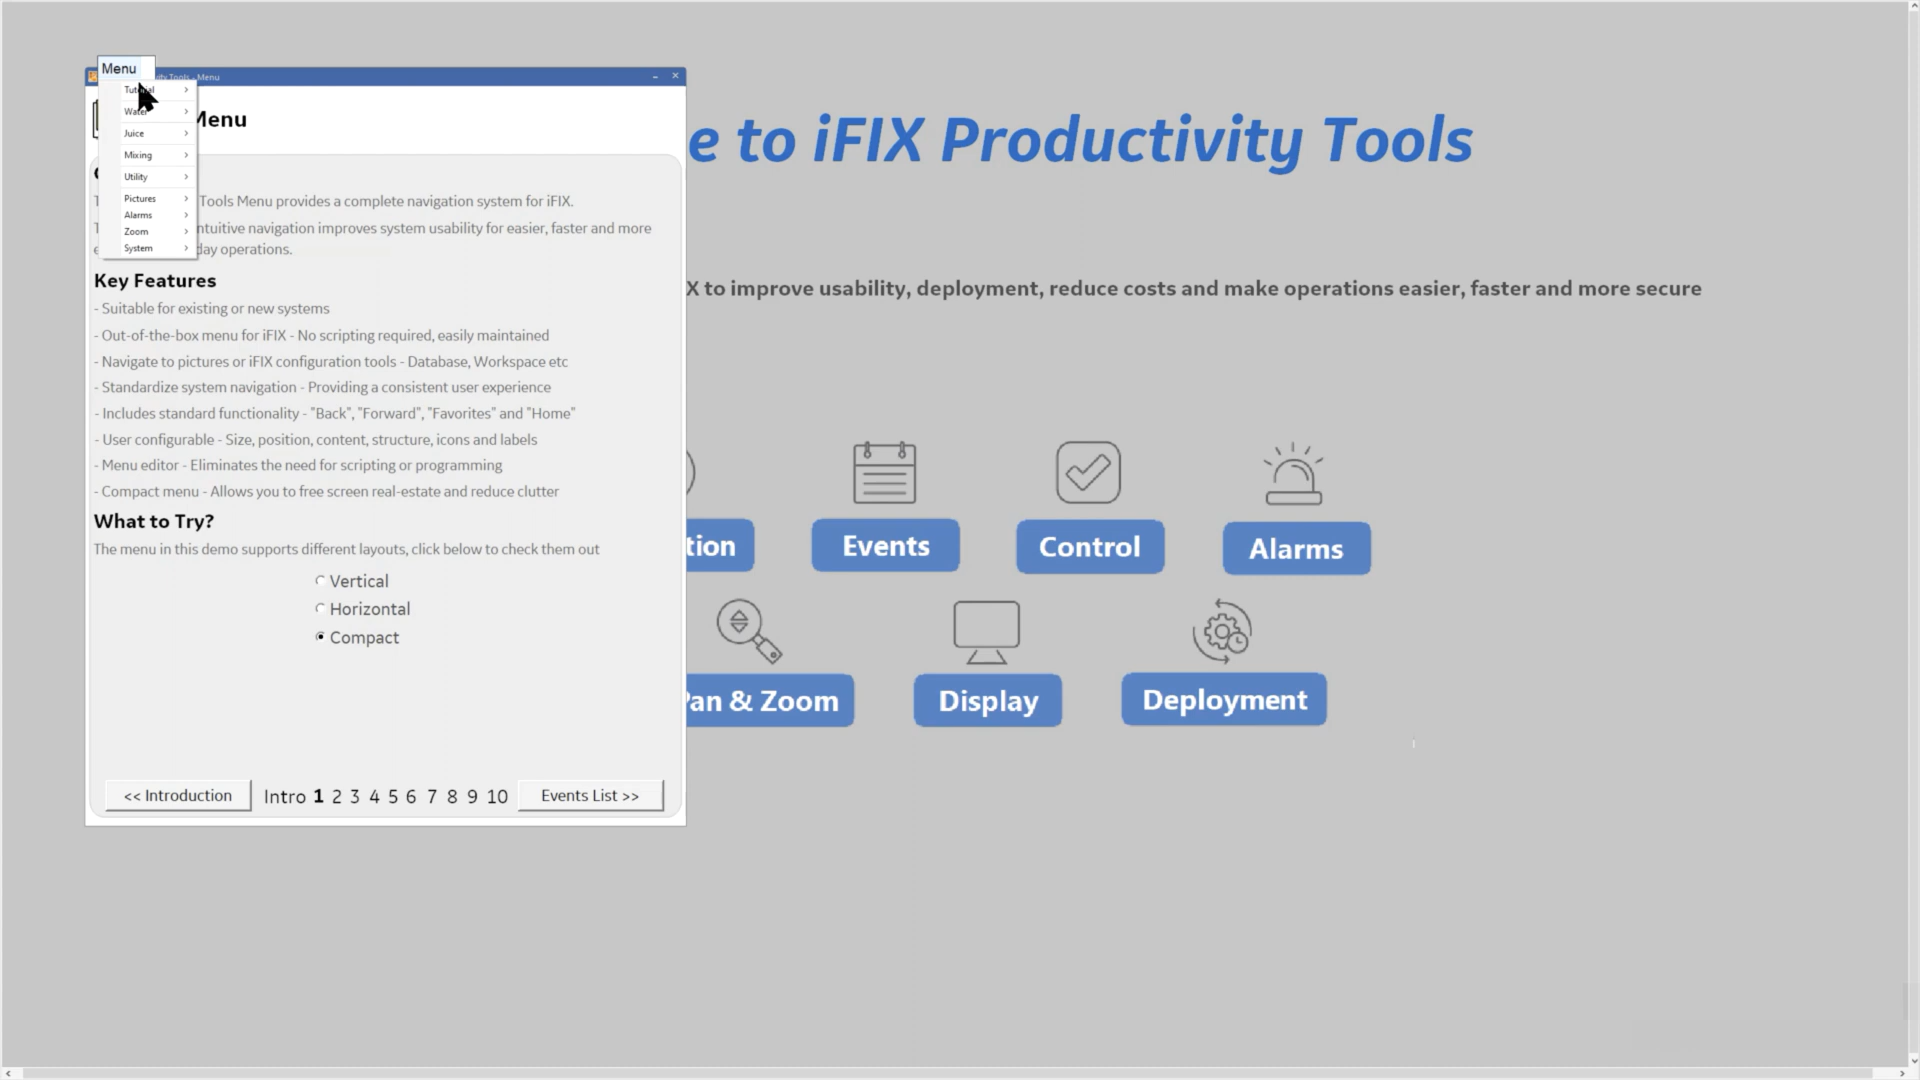 Menu
ity Tools - Menu
Tutorial
Water
Juice
Mixing
Utility
Pictures
Alarms
Zoom
System
Menu
Tools Menu provides a complete navigation system for iFIX.
ntuitive navigation improves system usability for easier, faster and more
day operations.
Key Features
- Suitable for existing or new systems
- Out-of-the-box menu for iFIX - No scripting required, easily maintained
- Navigate to pictures or iFIX configuration tools - Database, Workspace etc
- Standardize system navigation - Providing a consistent user experience
- Includes standard functionality - "Back", "Forward", "Favorites" and "Home"
- User configurable - Size, position, content, structure, icons and labels
- Menu editor - Eliminates the need for scripting or programming
- Compact menu - Allows you to free screen real-estate and reduce clutter
What to Try?
The menu in this demo supports different layouts, click below to check them out
Vertical
Horizontal
Compact
<< Introduction
Intro 1 2 3 4 5 6 7 8 9 10
Events List >>
e to iFIX Productivity Tools
X to improve usability, deployment, reduce costs and make operations easier, faster and more secure
tion
Events
Control
Alarms
Pan & Zoom
Display
Deployment